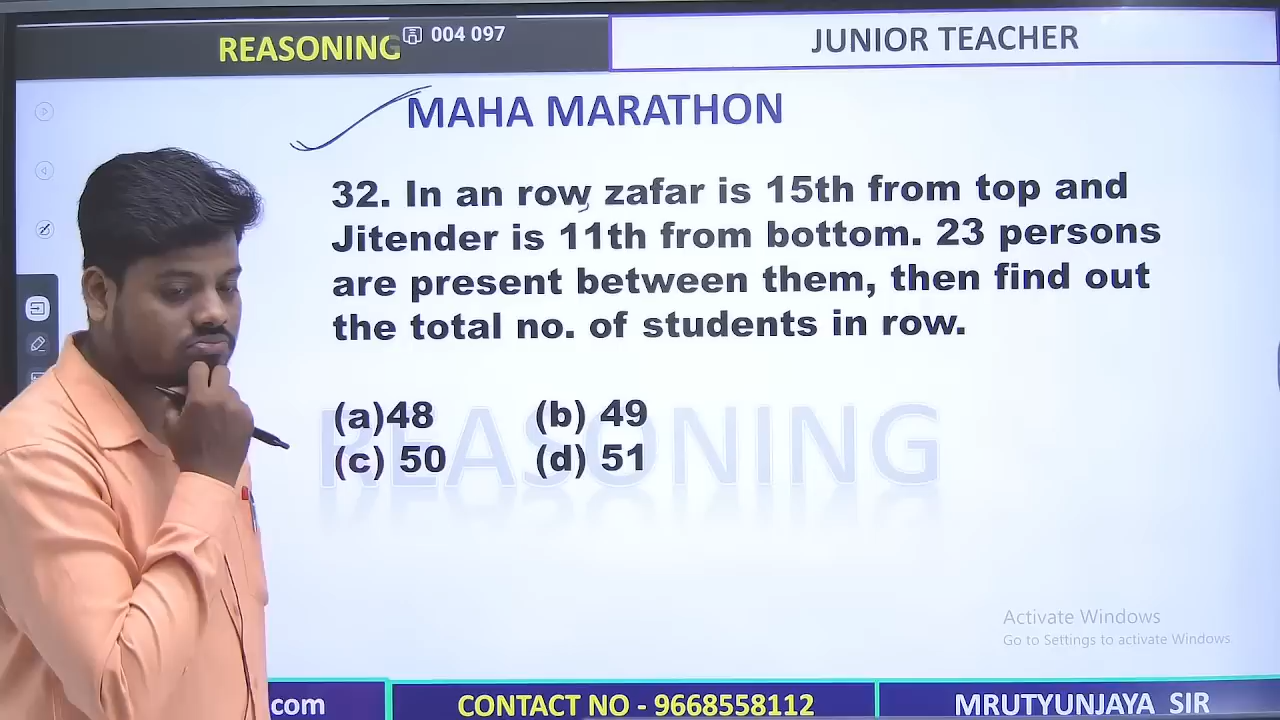 REASONING
004 097
JUNIOR TEACHER
MAHA MARATHON
32. In an row, zafar is 15th from top and
Jitender is 11th from bottom. 23 persons
are present between them, then find out
the total no. of students in row.
(a)48 (b) 49
(c) 50 (d) 51
REASONING
Activate Windows
Go to Settings to activate Windows
.com
CONTACT NO - 9668558112
MRUTYUNJAYA SIR